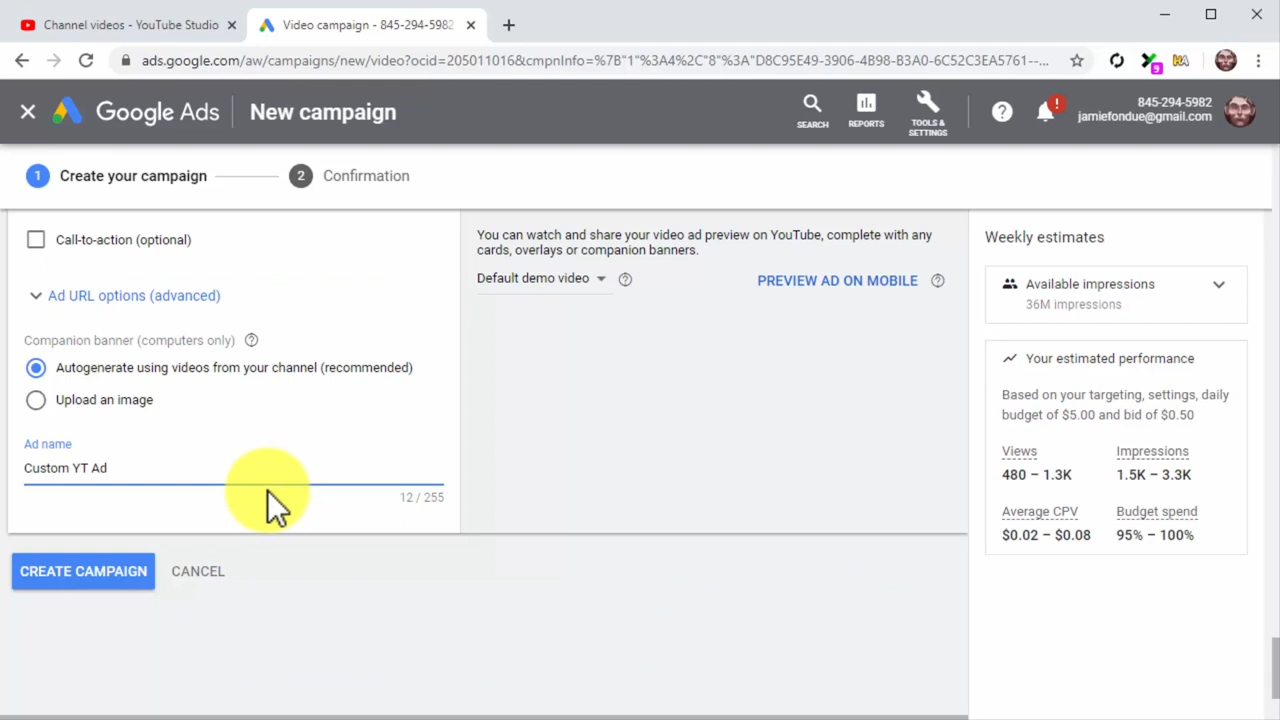 Channel videos - YouTube Studio
Video campaign - 845-294-5982
ads.google.com/aw/campaigns/new/video?ocid=205011016&cmpnInfo=%7B"1"%3A4%2C"8"%3A"D8C95E49-3906-4B98-B3A0-6C52C3EA5761--...
9
Google Ads
New campaign
SEARCH
REPORTS
TOOLS &
SETTINGS
?
!
845-294-5982
jamiefondue@gmail.com
1 Create your campaign
2 Confirmation
Call-to-action (optional)
Ad URL options (advanced)
Companion banner (computers only) ?
Autogenerate using videos from your channel (recommended)
Upload an image
Ad name
Custom YT Ad
12 / 255
CREATE CAMPAIGN
CANCEL
You can watch and share your video ad preview on YouTube, complete with any
cards, overlays or companion banners.
Default demo video ?
PREVIEW AD ON MOBILE ?
Weekly estimates
Available impressions
36M impressions
Your estimated performance
Based on your targeting, settings, daily
budget of $5.00 and bid of $0.50
Views Impressions
480 – 1.3K 1.5K – 3.3K
Average CPV Budget spend
$0.02 – $0.08 95% – 100%